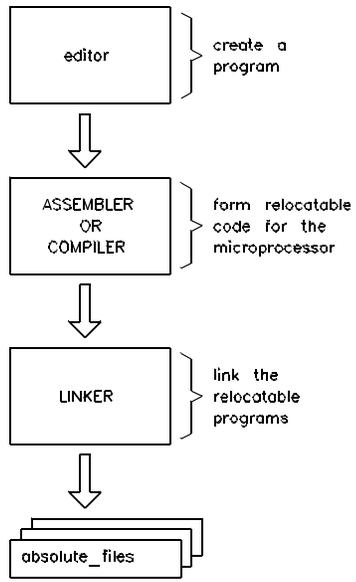 editor
create a
program
ASSEMBLER
OR
COMPILER
form relocatable
code for the
microprocessor
LINKER
link the
relocatable
programs
absolute_files